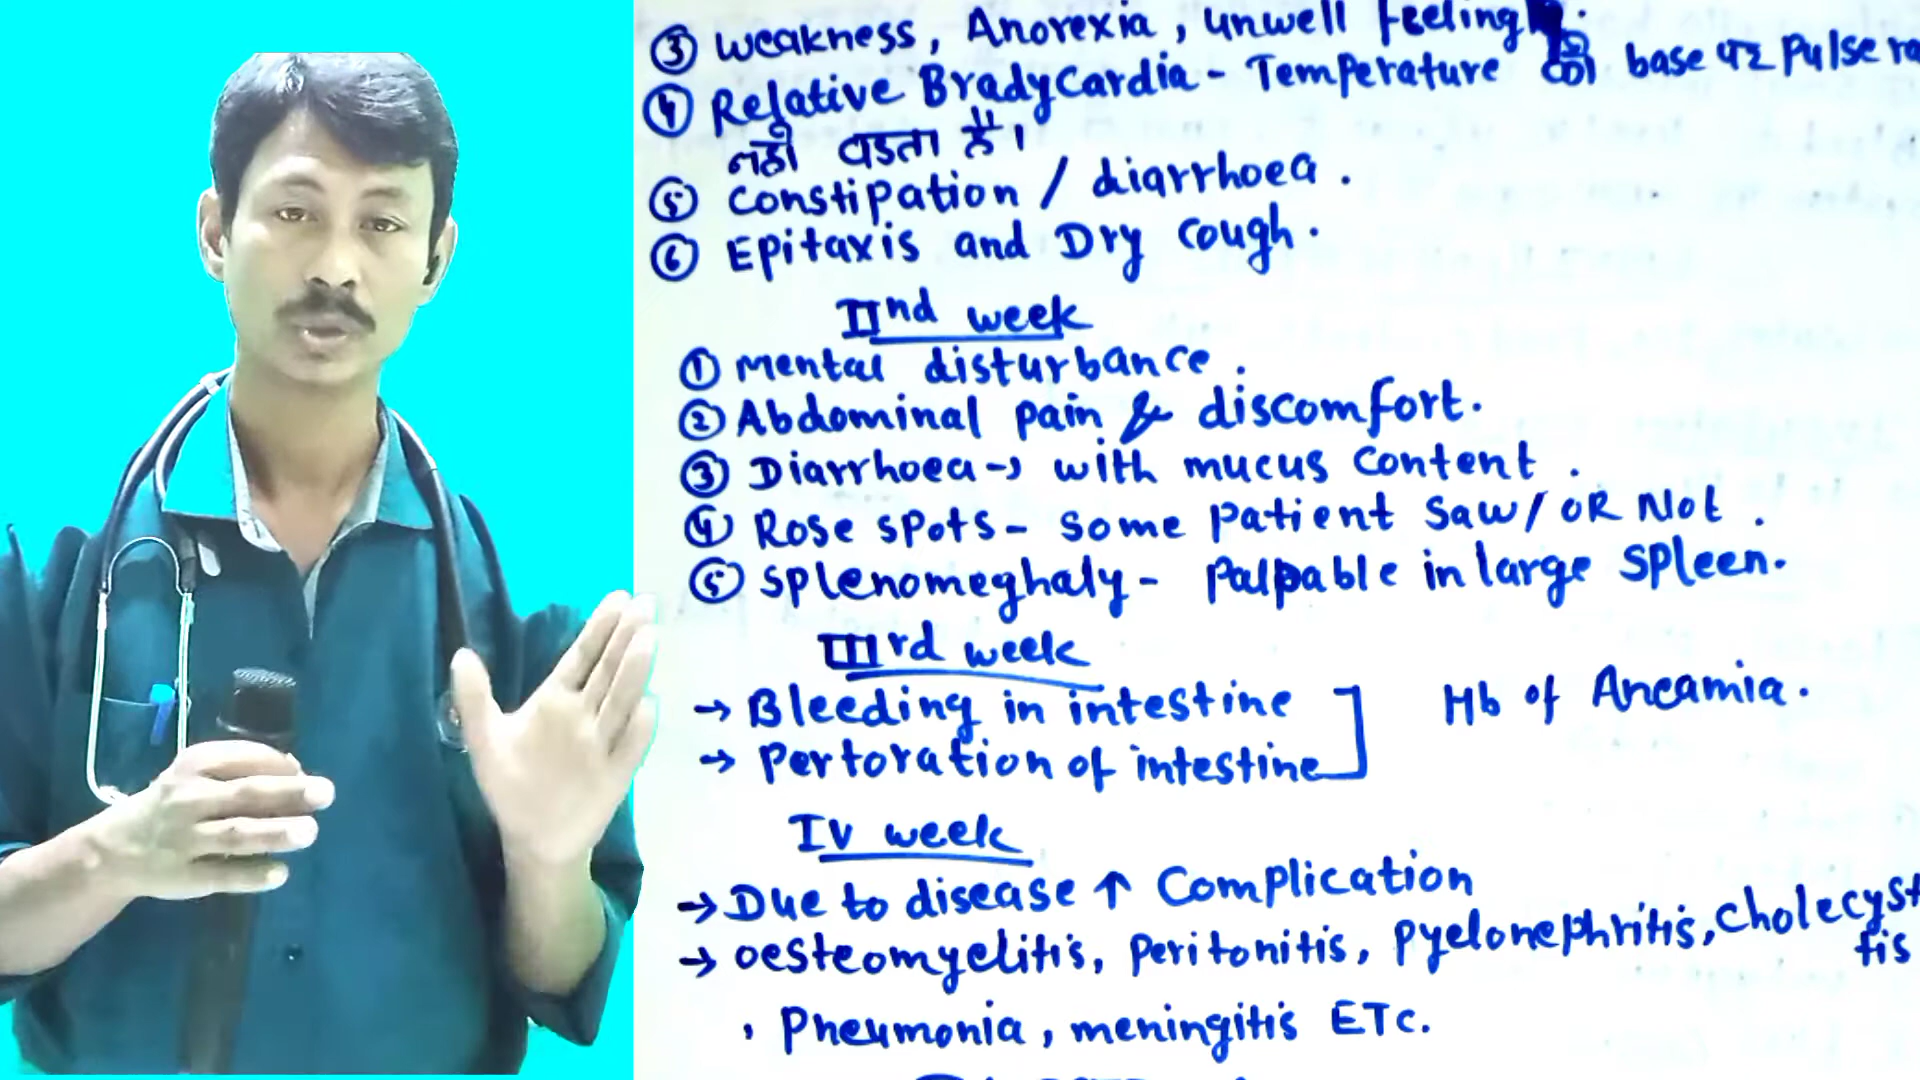 ③ Weakness, Anorexia, unwell feeling.
④ Relative Bradycardia - Temperature की base पर Pulse ra
नही वडता है।
⑤ Constipation / diarrhoea.
⑥ Epitaxis and Dry cough.
IInd week
① Mental disturbance.
② Abdominal pain & discomfort.
③ Diarrhoea → with mucus content.
④ Rose spots - Some Patient Saw/OR Not.
⑤ Splenomeghaly - Palpable in large Spleen.
IIIrd week
→ Bleeding in intestine
Hb of Ancamia.
→ Pertoration of intestine
IV week
→ Due to disease ↑ Complication
→ oesteomyelitis, Peritonitis, Pyelonephritis, Cholecyst
tis
, Pneumonia, meningitis ETc.